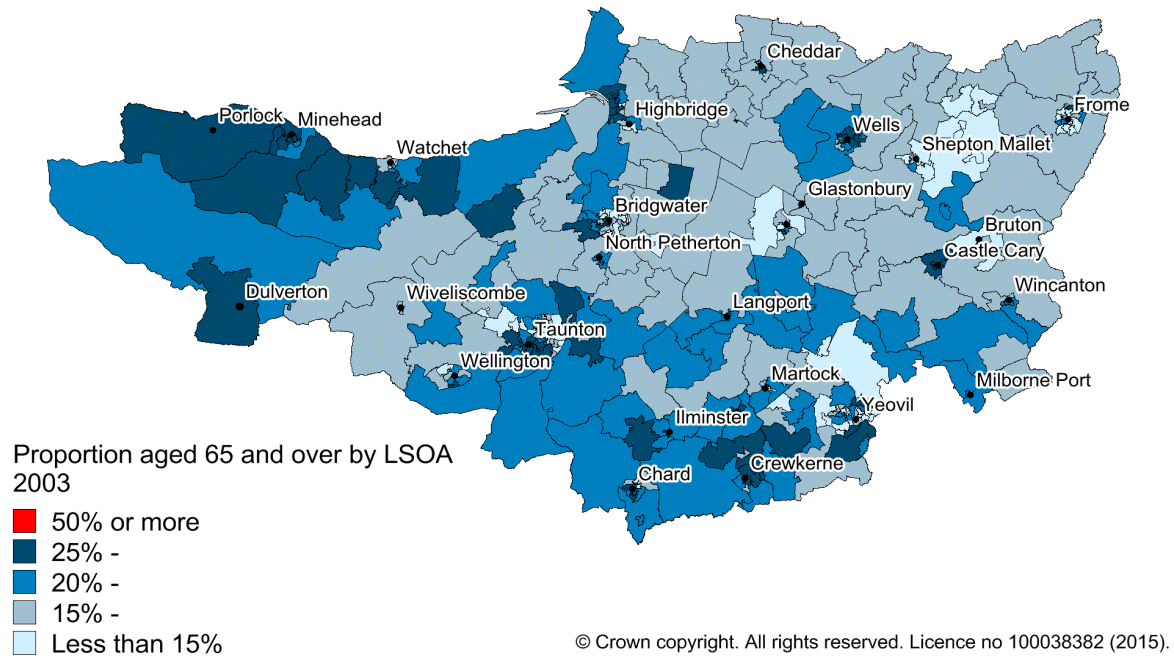 Cheddar
Porlock
Minehead
Highbridge
Frome
Wells
Watchet
Shepton Mallet
Glastonbury
Bridgwater
Bruton
North Petherton
Castle Cary
Dulverton
Wiveliscombe
Wincanton
Langport
Taunton
Wellington
Martock
Milborne Port
Yeovil
Ilminster
Crewkerne
Chard
Proportion aged 65 and over by LSOA
2003
50% or more
25% -
20% -
15% -
Less than 15%
© Crown copyright. All rights reserved. Licence no 100038382 (2015).